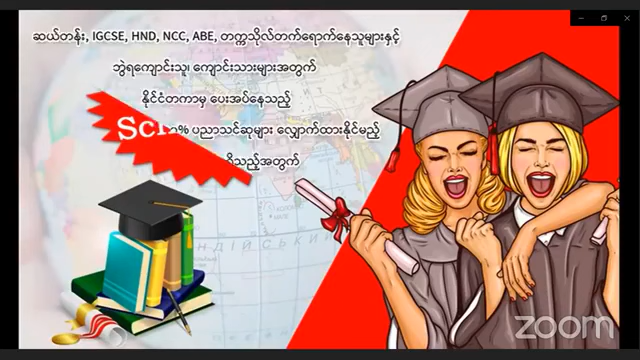 ဆယ်တန်း, IGCSE, HND, NCC, ABE, တက္ကသိုလ်တက်ရောက်နေသူများနှင့်
ဘွဲ့ရကျောင်းသူ၊ ကျောင်းသားများအတွက်
နိုင်ငံတကာမှ ပေးအပ်နေသည့်
% ပညာသင်ဆုများ လျှောက်ထားနိုင်မည့်
ရှိသည့်အတွက်
zoom